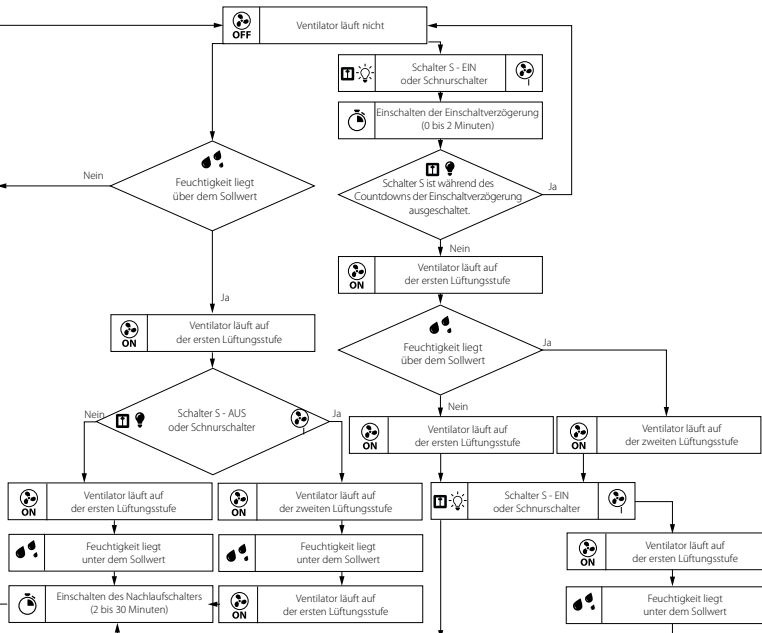 OFF
Ventilator läuft nicht
Schalter S - EIN
oder Schnurschalter
Einschalten der Einschaltverzögerung
(0 bis 2 Minuten)
Nein
Feuchtigkeit liegt
über dem Sollwert
Schalter S ist während des
Countdowns der Einschaltverzögerung
ausgeschaltet.
Ja
Nein
ON
Ventilator läuft auf
der ersten Lüftungsstufe
Ja
ON
Ventilator läuft auf
der ersten Lüftungsstufe
Feuchtigkeit liegt
über dem Sollwert
Ja
Nein
Nein
Schalter S - AUS
oder Schnurschalter
Ja
ON
Ventilator läuft auf
der ersten Lüftungsstufe
ON
Ventilator läuft auf
der zweiten Lüftungsstufe
ON
Ventilator läuft auf
der ersten Lüftungsstufe
ON
Ventilator läuft auf
der zweiten Lüftungsstufe
Schalter S - EIN
oder Schnurschalter
Feuchtigkeit liegt
unter dem Sollwert
Feuchtigkeit liegt
unter dem Sollwert
ON
Ventilator läuft auf
der ersten Lüftungsstufe
Einschalten des Nachlaufschalters
(2 bis 30 Minuten)
ON
Ventilator läuft auf
der ersten Lüftungsstufe
Feuchtigkeit liegt
unter dem Sollwert